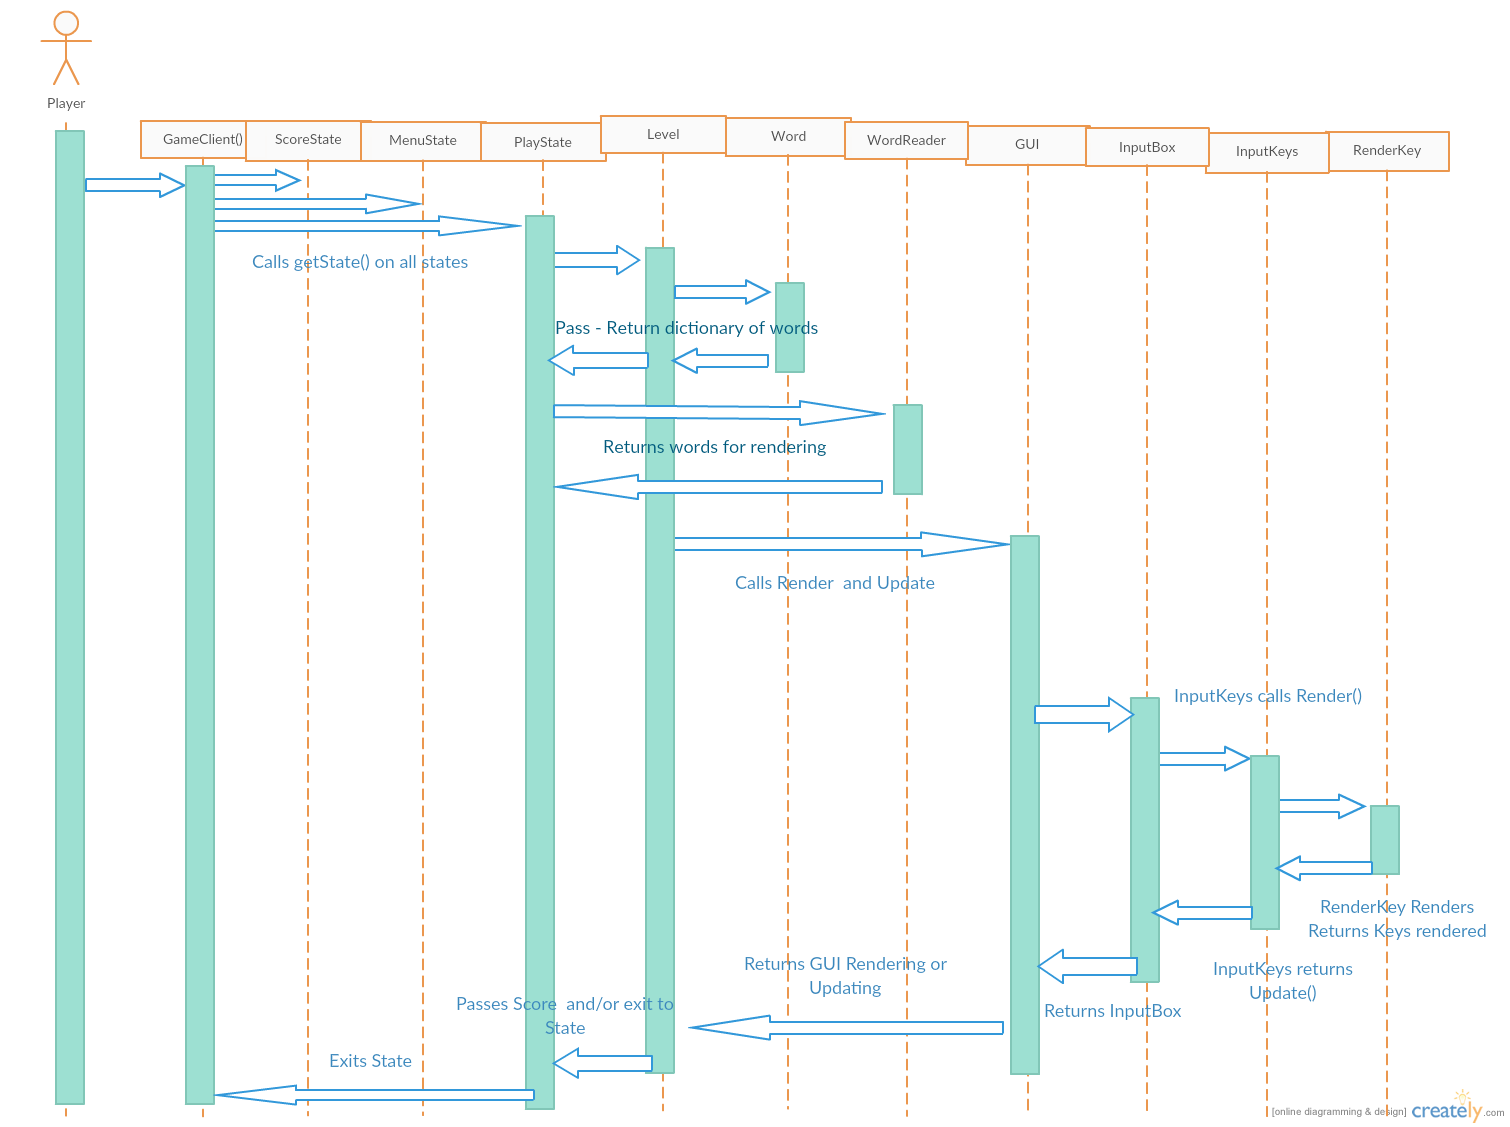 Player
GameClient()
ScoreState
MenuState
PlayState
Level
Word
WordReader
GUI
InputBox
InputKeys
RenderKey
Calls getState() on all states
Pass - Return dictionary of words
Returns words for rendering
Calls Render  and Update
InputKeys calls Render()
RenderKey Renders
Returns Keys rendered
InputKeys returns
Update()
Returns GUI Rendering or
Updating
Passes Score  and/or exit to
State
Returns InputBox
Exits State
[online diagramming & design] creately.com